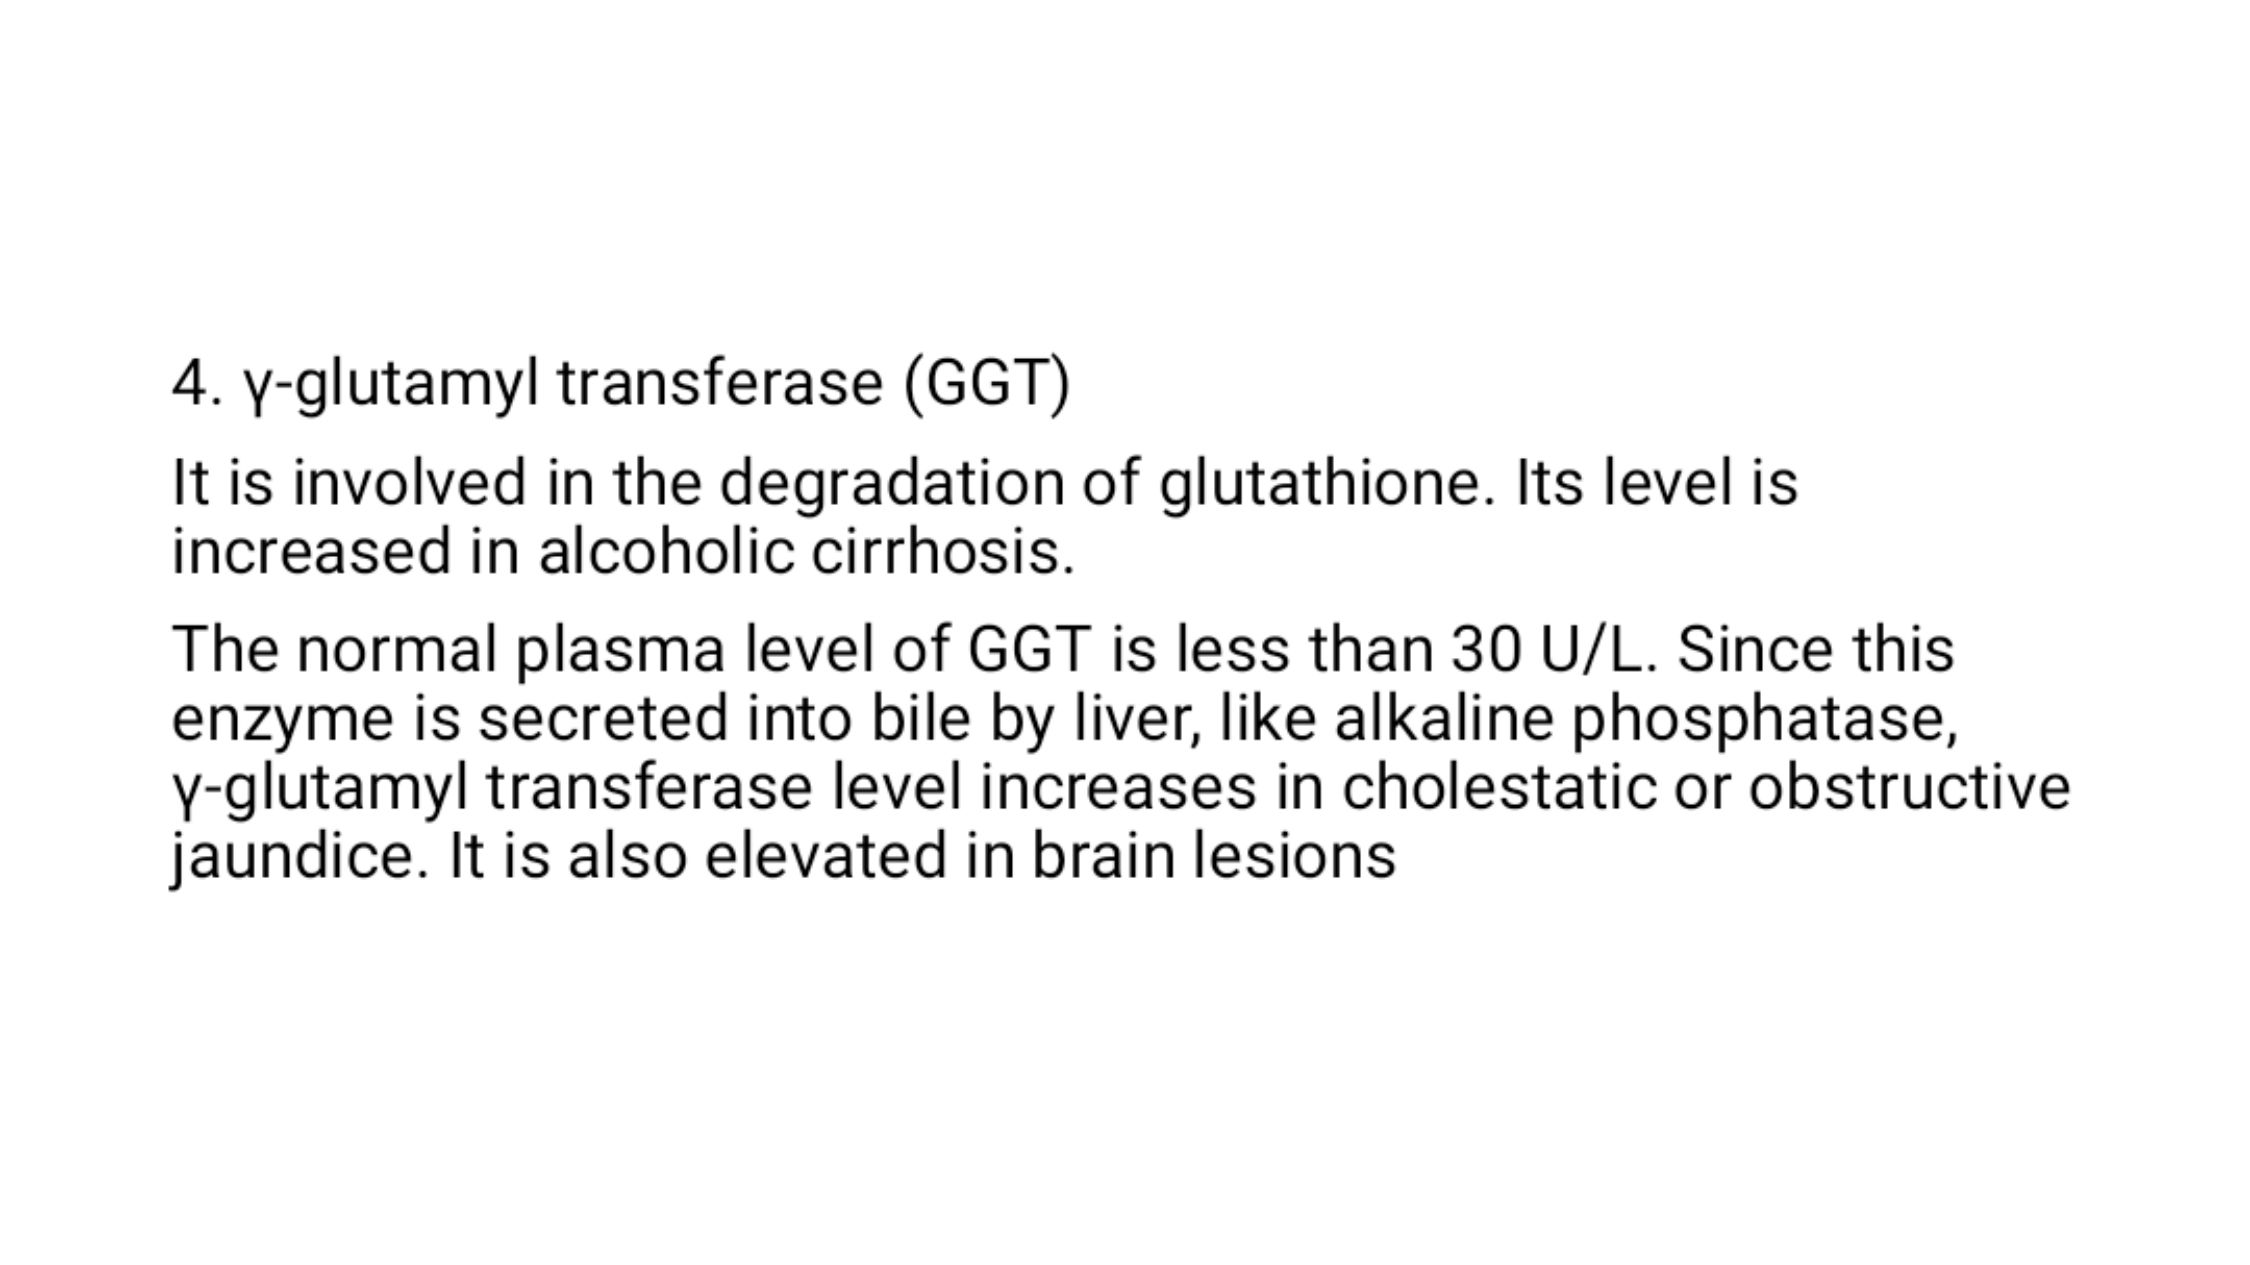 4. γ-glutamyl transferase (GGT)
It is involved in the degradation of glutathione. Its level is
increased in alcoholic cirrhosis.
The normal plasma level of GGT is less than 30 U/L. Since this
enzyme is secreted into bile by liver, like alkaline phosphatase,
γ-glutamyl transferase level increases in cholestatic or obstructive
jaundice. It is also elevated in brain lesions